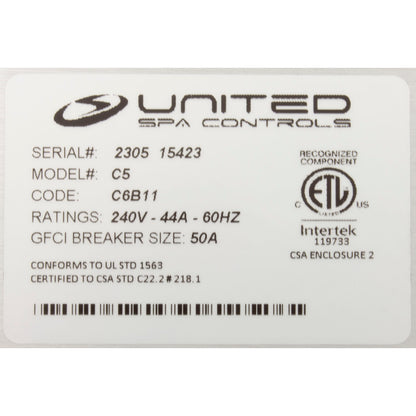 UNITED
SPA CONTROLS
SERIAL#: 2305 15423
MODEL#: C5
CODE: C6B11
RATINGS: 240V - 44A - 60HZ
GFCI BREAKER SIZE: 50A
CONFORMS TO UL STD 1563
CERTIFIED TO CSA STD C22.2 # 218.1
RECOGNIZED
COMPONENT
ETL
C US
LISTED
Intertek
119733
CSA ENCLOSURE 2